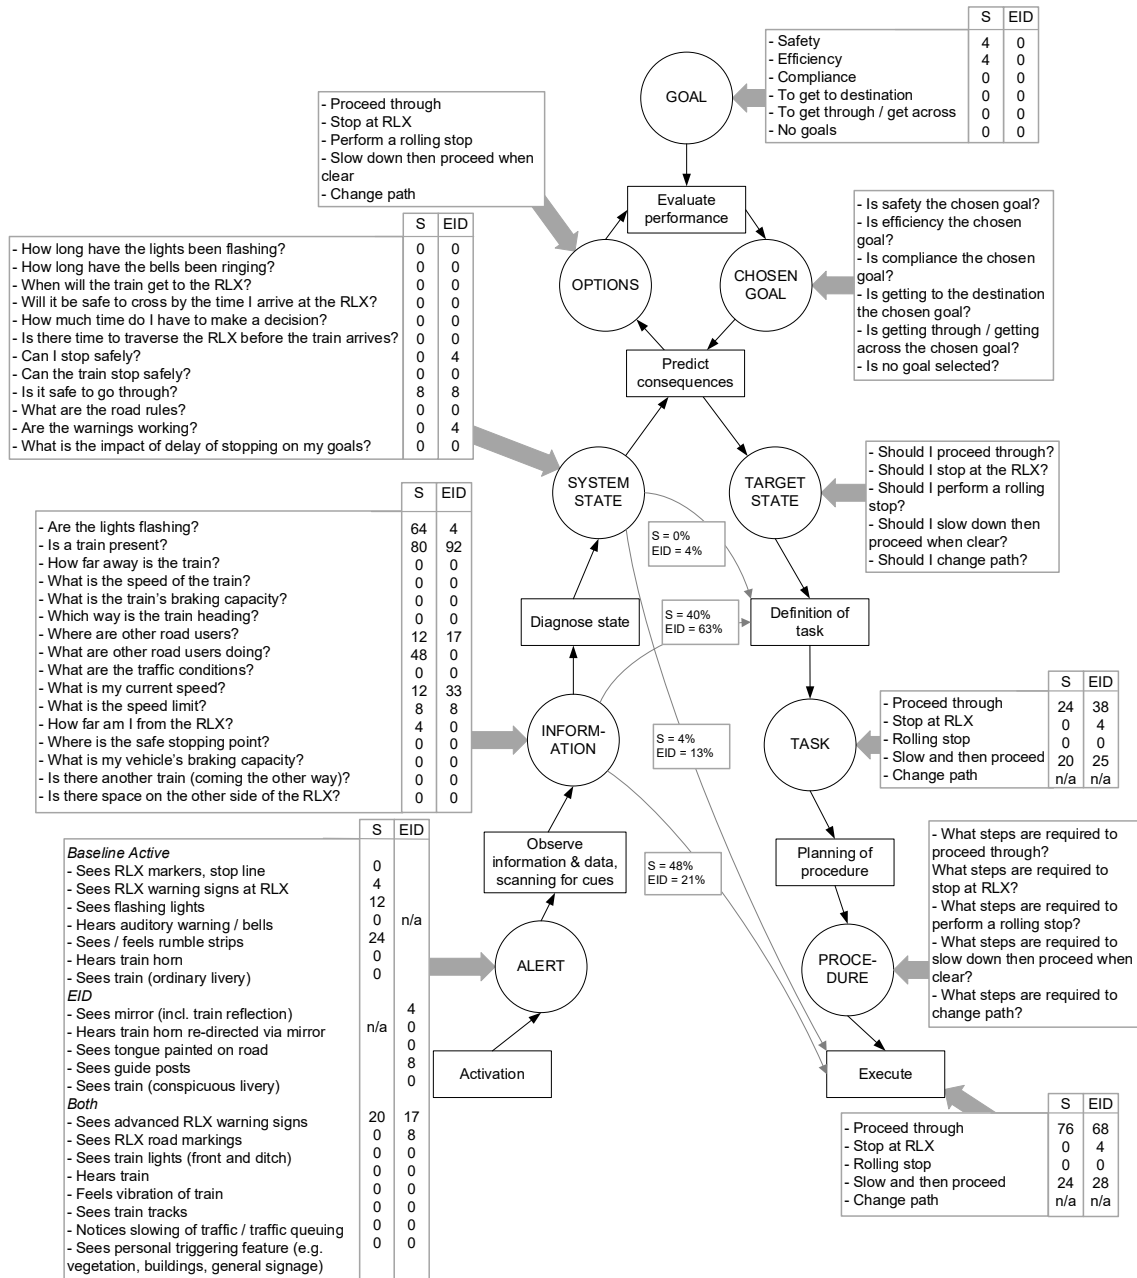 S EID
- Safety 4 0
- Efficiency 4 0
- Compliance 0 0
- To get to destination 0 0
- To get through / get across 0 0
- No goals 0 0
GOAL
- Proceed through
- Stop at RLX
- Perform a rolling stop
- Slow down then proceed when
clear
- Change path
Evaluate
performance
- Is safety the chosen goal?
- Is efficiency the chosen
goal?
- Is compliance the chosen
goal?
- Is getting to the destination
the chosen goal?
- Is getting through / getting
across the chosen goal?
- Is no goal selected?
OPTIONS
CHOSEN
GOAL
S EID
- How long have the lights been flashing? 0 0
- How long have the bells been ringing? 0 0
- When will the train get to the RLX? 0 0
- Will it be safe to cross by the time I arrive at the RLX? 0 0
- How much time do I have to make a decision? 0 0
- Is there time to traverse the RLX before the train arrives? 0 0
- Can I stop safely? 0 4
- Can the train stop safely? 0 0
- Is it safe to go through? 8 8
- What are the road rules? 0 0
- Are the warnings working? 0 4
- What is the impact of delay of stopping on my goals? 0 0
Predict
consequences
SYSTEM
STATE
TARGET
STATE
- Should I proceed through?
- Should I stop at the RLX?
- Should I perform a rolling
stop?
- Should I slow down then
proceed when clear?
- Should I change path?
S = 0%
EID = 4%
S EID
- Are the lights flashing? 64 4
- Is a train present? 80 92
- How far away is the train? 0 0
- What is the speed of the train? 0 0
- What is the train's braking capacity? 0 0
- Which way is the train heading? 0 0
- Where are other road users? 12 17
- What are other road users doing? 48 0
- What are the traffic conditions? 0 0
- What is my current speed? 12 33
- What is the speed limit? 8 8
- How far am I from the RLX? 4 0
- Where is the safe stopping point? 0 0
- What is my vehicle's braking capacity? 0 0
- Is there another train (coming the other way)? 0 0
- Is there space on the other side of the RLX? 0 0
Diagnose state
S = 40%
EID = 63%
Definition of
task
INFORM-
ATION
S = 4%
EID = 13%
TASK
S EID
- Proceed through 24 38
- Stop at RLX 0 4
- Rolling stop 0 0
- Slow and then proceed 20 25
- Change path n/a n/a
Observe
information & data,
scanning for cues
S = 48%
EID = 21%
Planning of
procedure
- What steps are required to
proceed through?
What steps are required to
stop at RLX?
- What steps are required to
perform a rolling stop?
- What steps are required to
slow down then proceed when
clear?
- What steps are required to
change path?
S EID
Baseline Active
- Sees RLX markers, stop line 0
- Sees RLX warning signs at RLX 4
- Sees flashing lights 12
- Hears auditory warning / bells 0 n/a
- Sees / feels rumble strips 24
- Hears train horn 0
- Sees train (ordinary livery) 0
EID
- Sees mirror (incl. train reflection) 4
- Hears train horn re-directed via mirror n/a 0
- Sees tongue painted on road 0
- Sees guide posts 8
- Sees train (conspicuous livery) 0
Both
- Sees advanced RLX warning signs 20 17
- Sees RLX road markings 0 8
- Sees train lights (front and ditch) 0 0
- Hears train 0 0
- Feels vibration of train 0 0
- Sees train tracks 0 0
- Notices slowing of traffic / traffic queuing 0 0
- Sees personal triggering feature (e.g. 0 0
vegetation, buildings, general signage)
ALERT
PROCE-
DURE
Activation
Execute
S EID
- Proceed through 76 68
- Stop at RLX 0 4
- Rolling stop 0 0
- Slow and then proceed 24 28
- Change path n/a n/a